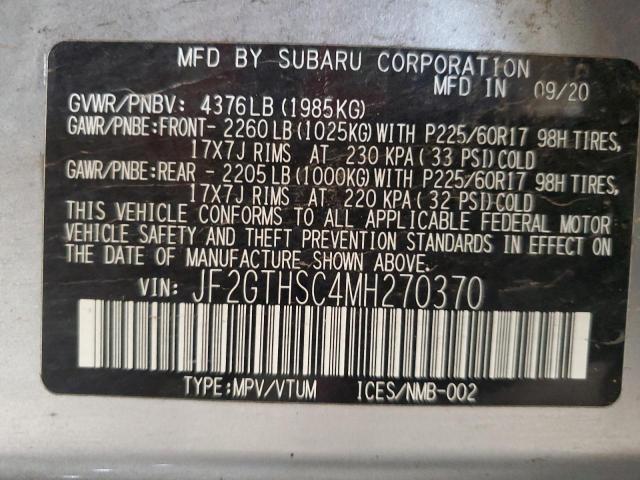 MFD BY SUBARU CORPORATION
MFD IN 09/20
GVWR/PNBV: 4376LB (1985KG)
GAWR/PNBE:FRONT- 2260LB (1025KG) WITH P225/60R17 98H TIRES,
17X7J RIMS AT 230 KPA ( 33 PSI) COLD
GAWR/PNBE:REAR - 2205LB (1000KG) WITH P225/60R17 98H TIRES,
17X7J RIMS AT 220 KPA ( 32 PSI) COLD
THIS VEHICLE CONFORMS TO ALL APPLICABLE FEDERAL MOTOR
VEHICLE SAFETY AND THEFT PREVENTION STANDARDS IN EFFECT ON
THE DATE OF MANUFACTURE SHOWN ABOVE.
VIN: JF2GTHSC4MH270370
TYPE:MPV/VTUM ICES/NMB-002